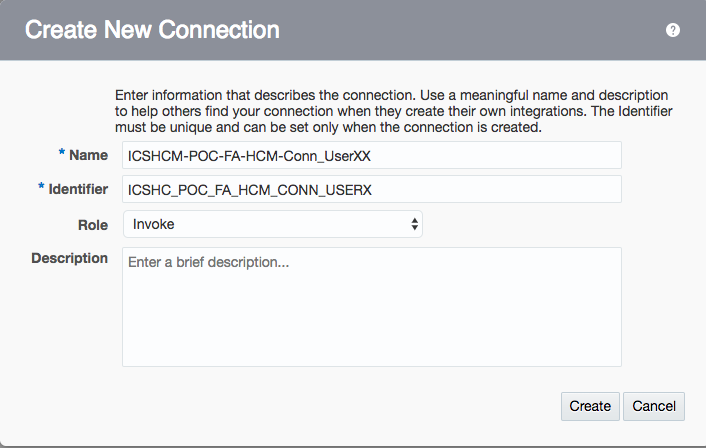 Create New Connection
?
Enter information that describes the connection. Use a meaningful name and description
to help others find your connection when they create their own integrations. The Identifier
must be unique and can be set only when the connection is created.
* Name ICSHCM-POC-FA-HCM-Conn_UserXX
* Identifier ICSHC_POC_FA_HCM_CONN_USERX
Role Invoke
Description Enter a brief description...
Create Cancel